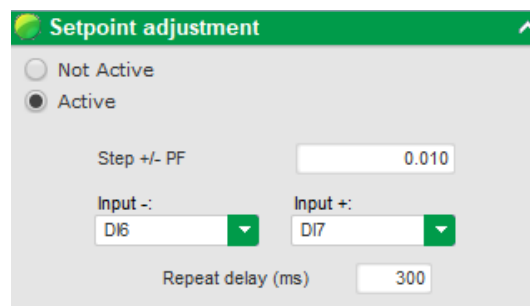 Setpoint adjustment
Not Active
Active
Step +/- PF 0.010
Input -: Input +:
DI6 DI7
Repeat delay (ms) 300